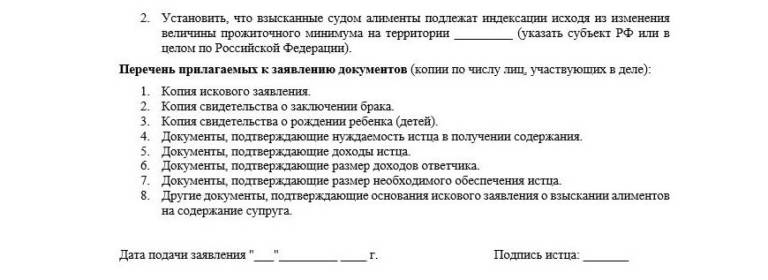 2. Установить, что взысканные судом алименты подлежат индексации исходя из изменения
величины прожиточного минимума на территории _________ (указать субъект РФ или в
целом по Российской Федерации).
Перечень прилагаемых к заявлению документов (копии по числу лиц, участвующих в деле):
1. Копия искового заявления.
2. Копия свидетельства о заключении брака.
3. Копия свидетельства о рождении ребенка (детей).
4. Документы, подтверждающие нуждаемость истца в получении содержания.
5. Документы, подтверждающие доходы истца.
6. Документы, подтверждающие размер доходов ответчика.
7. Документы, подтверждающие размер необходимого обеспечения истца.
8. Другие документы, подтверждающие основания искового заявления о взыскании алиментов
на содержание супруга.
Дата подачи заявления "___"_________ ____ г. Подпись истца: _______